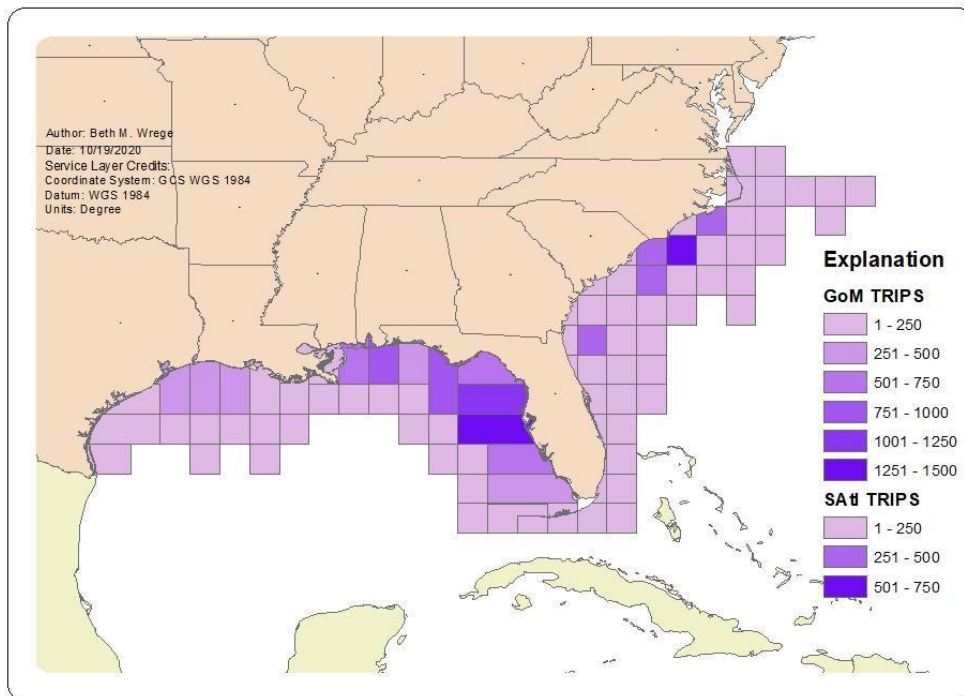 Author: Beth M. Wrege
Date: 10/19/2020
Service Layer Credits:
Coordinate System: GCS WGS 1984
Datum: WGS 1984
Units: Degree
Explanation
GoM TRIPS
1 - 250
251 - 500
501 - 750
751 - 1000
1001 - 1250
1251 - 1500
SAtl TRIPS
1 - 250
251 - 500
501 - 750